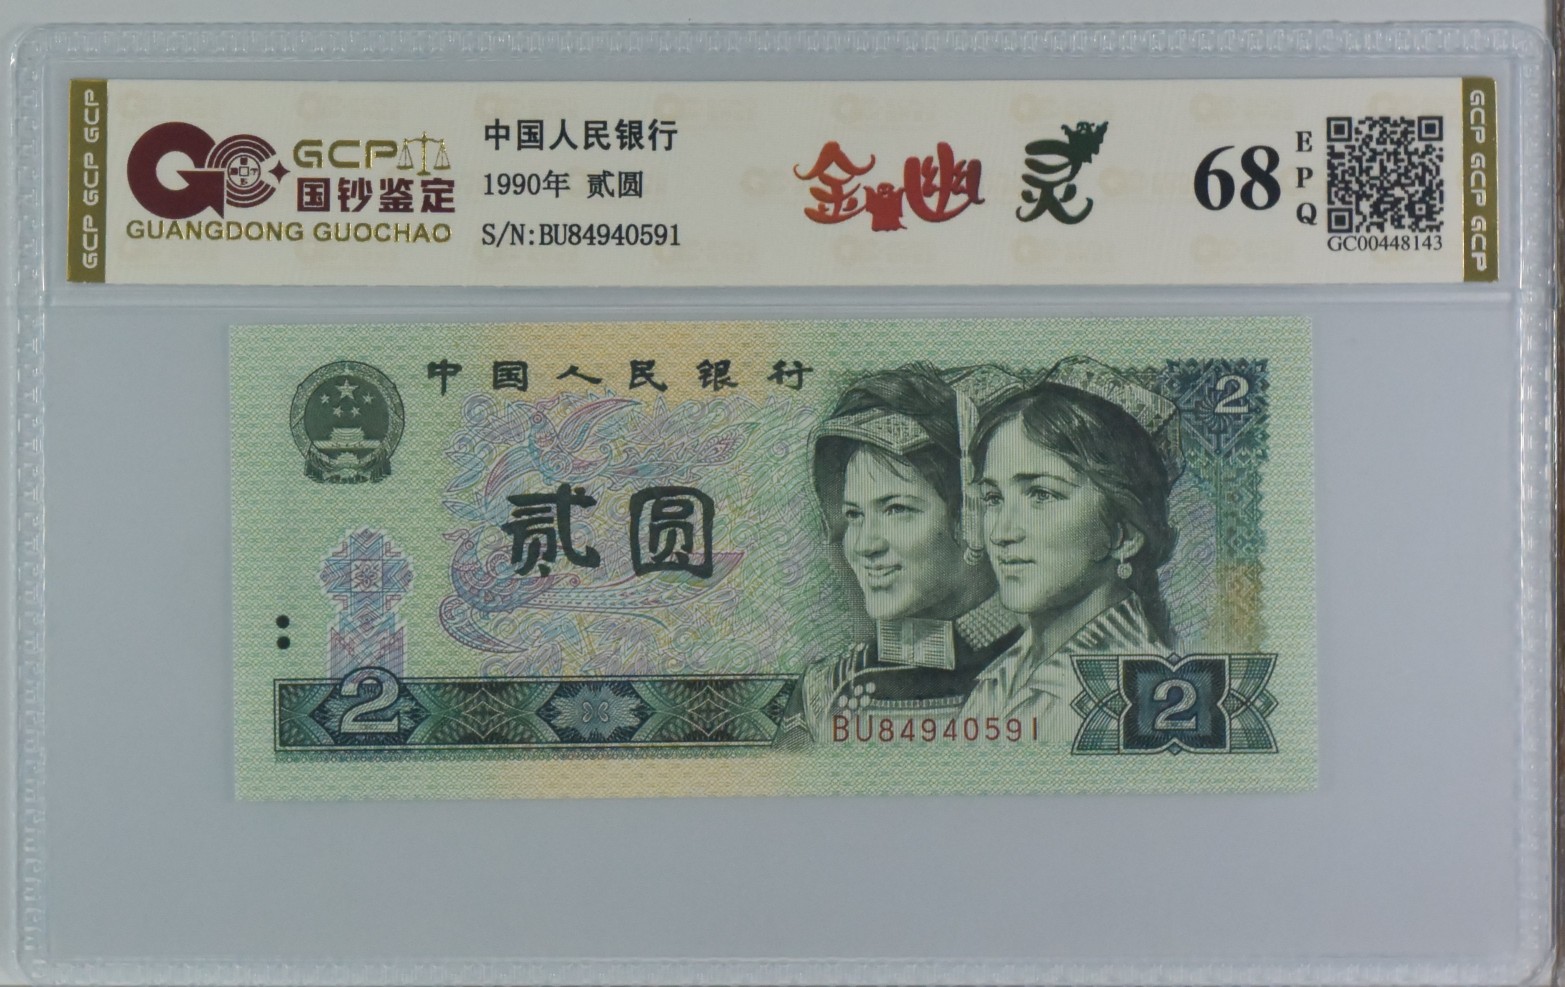 GCP GCP GCP
GCP
国钞鉴定
GUANGDONG GUOCHAO
中国人民银行
1990年 贰圆
S/N:BU84940591
金幽灵
68
EPQ
GC00448143
GCP GCP GCP
中国人民银行
2
贰圆
2
BU84940591
2